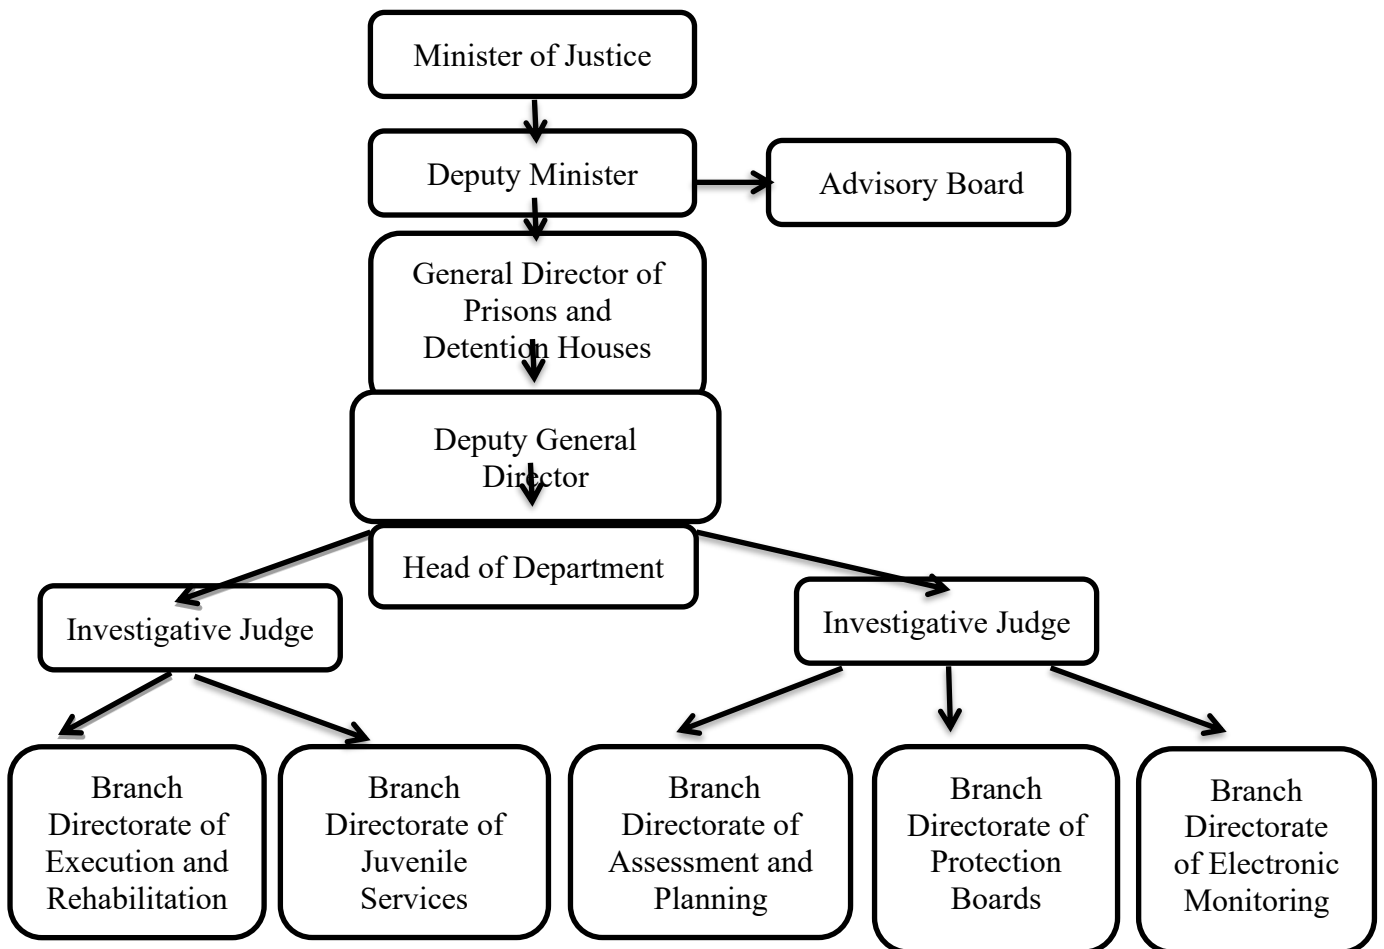 Minister of Justice
Deputy Minister
Advisory Board
General Director of
Prisons and
Detention Houses
Deputy General
Director
Head of Department
Investigative Judge
Investigative Judge
Branch
Directorate of
Execution and
Rehabilitation
Branch
Directorate of
Juvenile
Services
Branch
Directorate of
Assessment and
Planning
Branch
Directorate of
Protection
Boards
Branch
Directorate
of Electronic
Monitoring